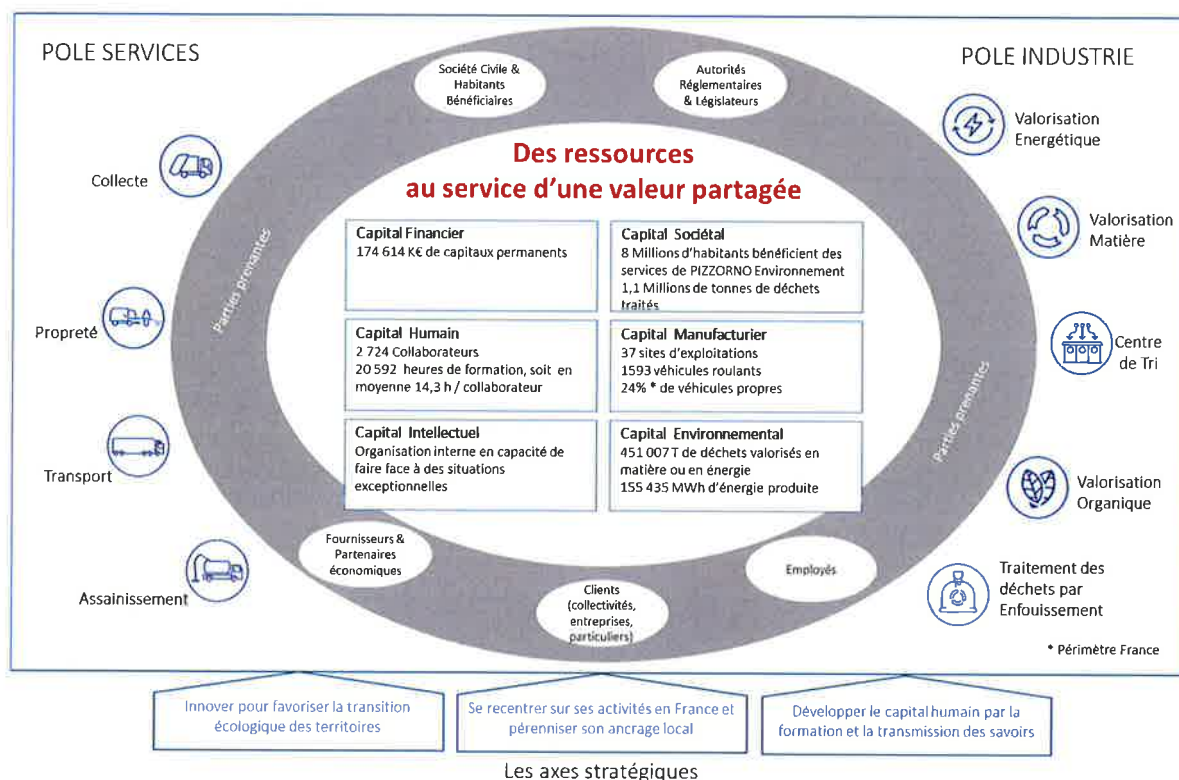 POLE SERVICES
POLE INDUSTRIE
Société Civile &
Habitants
Bénéficiaires
Autorités
Réglementaires
& Législateurs
Collecte
Propreté
Transport
Assainissement
Parties prenantes
Des ressources
au service d'une valeur partagée
Capital Financier
174 614 K€ de capitaux permanents
Capital Sociétal
8 Millions d'habitants bénéficient des
services de PIZZORNO Environnement
1,1 Millions de tonnes de déchets
traités
Capital Humain
2 724 Collaborateurs
20 592 heures de formation, soit en
moyenne 14,3 h / collaborateur
Capital Manufacturier
37 sites d'exploitations
1593 véhicules roulants
24% * de véhicules propres
Capital Intellectuel
Organisation interne en capacité de
faire face à des situations
exceptionnelles
Capital Environnemental
451 007 T de déchets valorisés en
matière ou en énergie
155 435 MWh d'énergie produite
Parties prenantes
Fournisseurs &
Partenaires
économiques
Clients
(collectivités,
entreprises,
particuliers)
Employés
Valorisation
Energétique
Valorisation
Matière
Centre
de Tri
Valorisation
Organique
Traitement des
déchets par
Enfouissement
* Périmètre France
Innover pour favoriser la transition
écologique des territoires
Se recentrer sur ses activités en France et
pérenniser son ancrage local
Développer le capital humain par la
formation et la transmission des savoirs
Les axes stratégiques